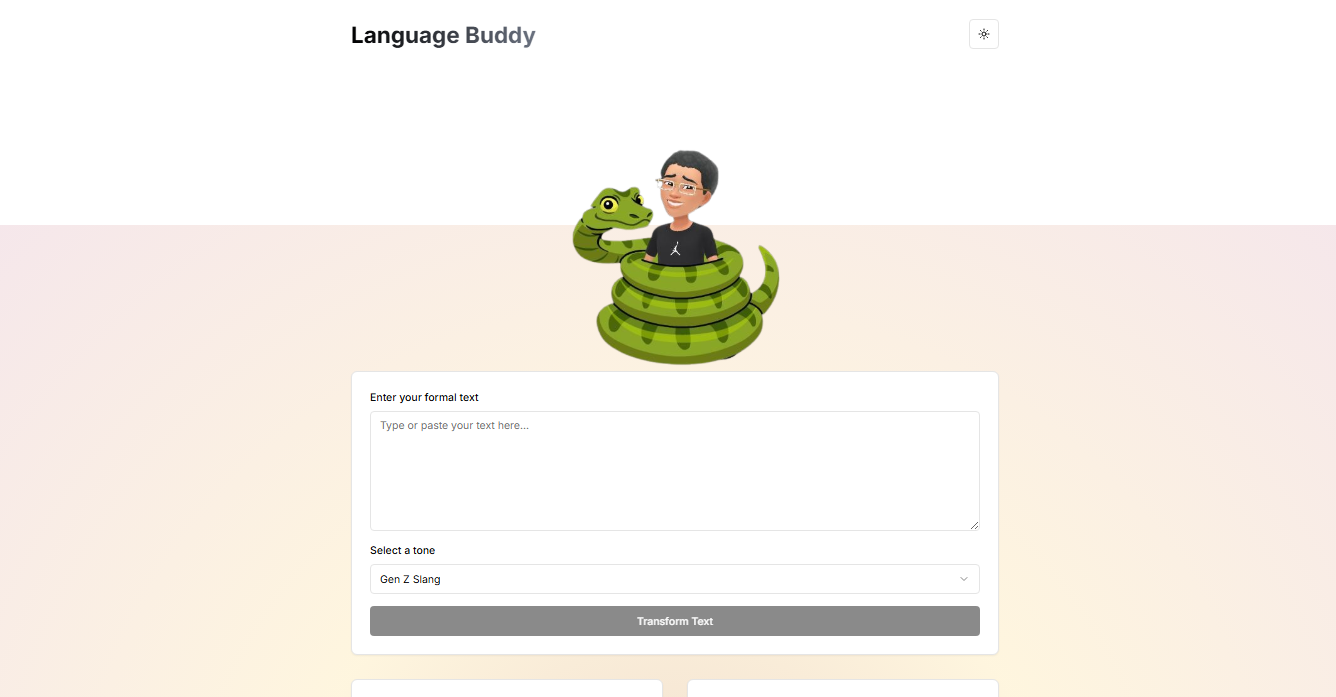 Language Buddy
Enter your formal text
Type or paste your text here...
Select a tone
Gen Z Slang
Transform Text